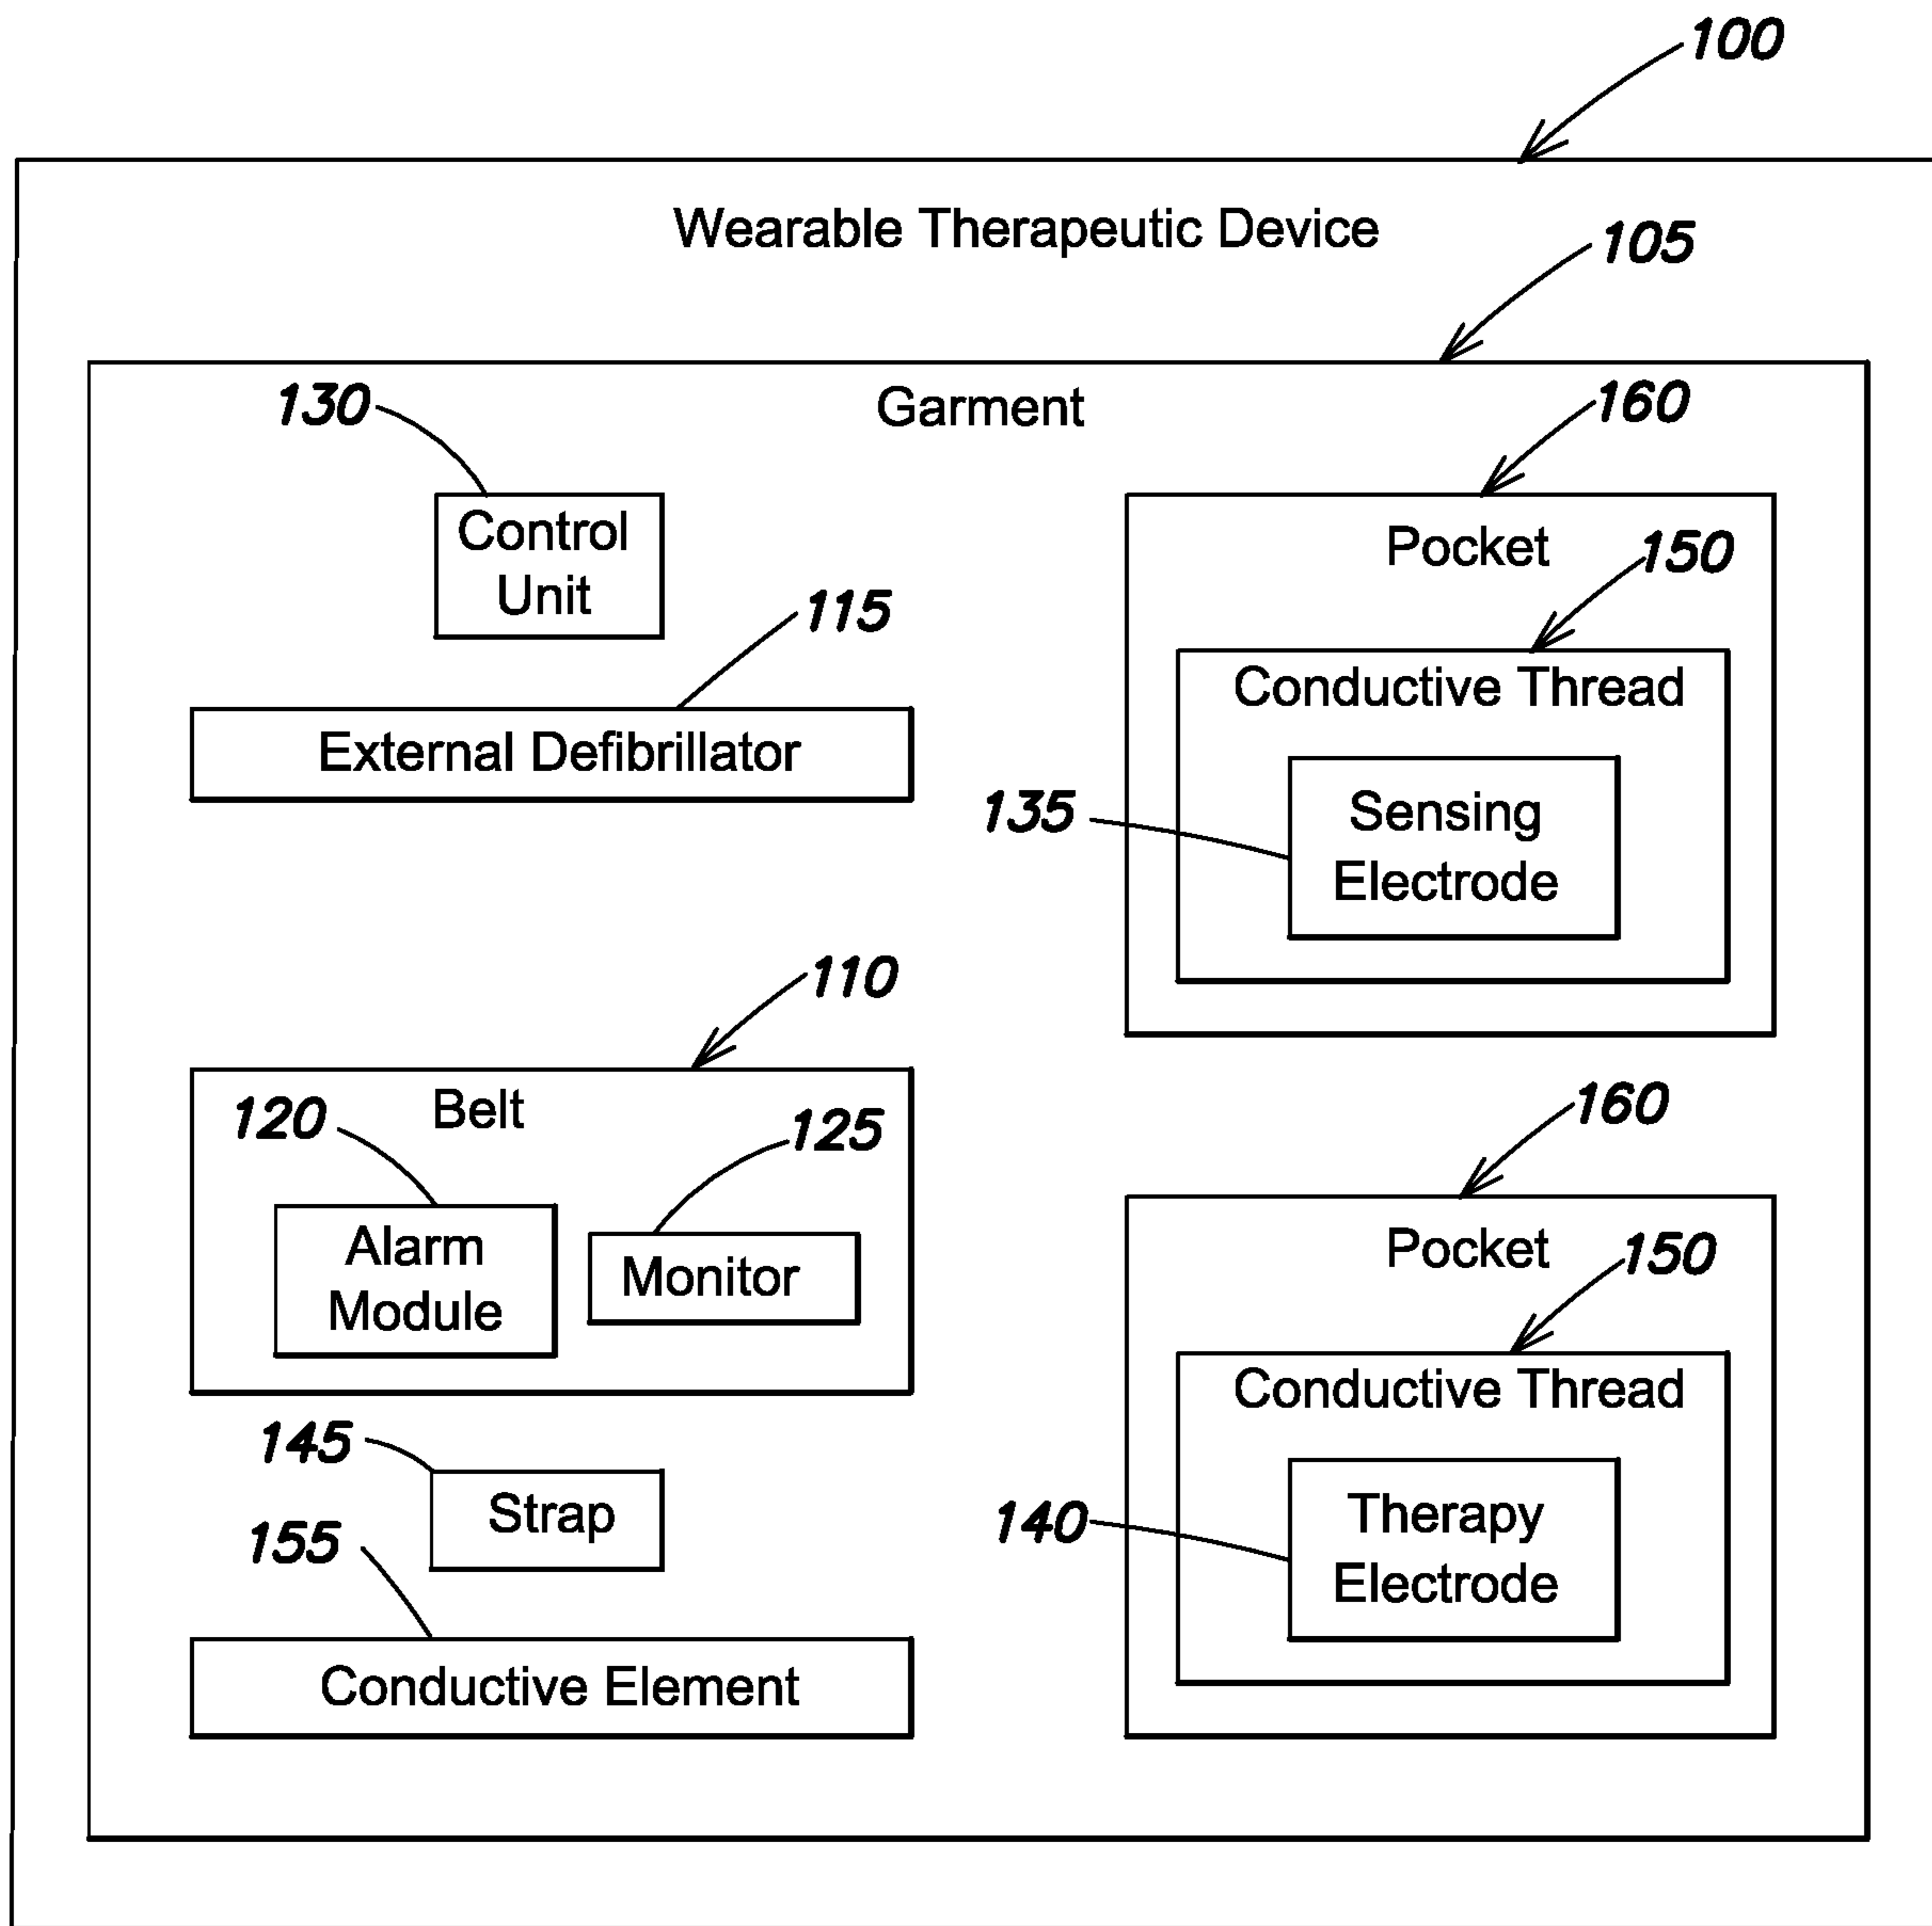 100
Wearable Therapeutic Device
105
Garment
130
Control
Unit
115
External Defibrillator
160
Pocket
150
Conductive Thread
135
Sensing
Electrode
110
Belt
120
125
Alarm
Module
Monitor
145
Strap
155
Conductive Element
160
Pocket
150
Conductive Thread
140
Therapy
Electrode